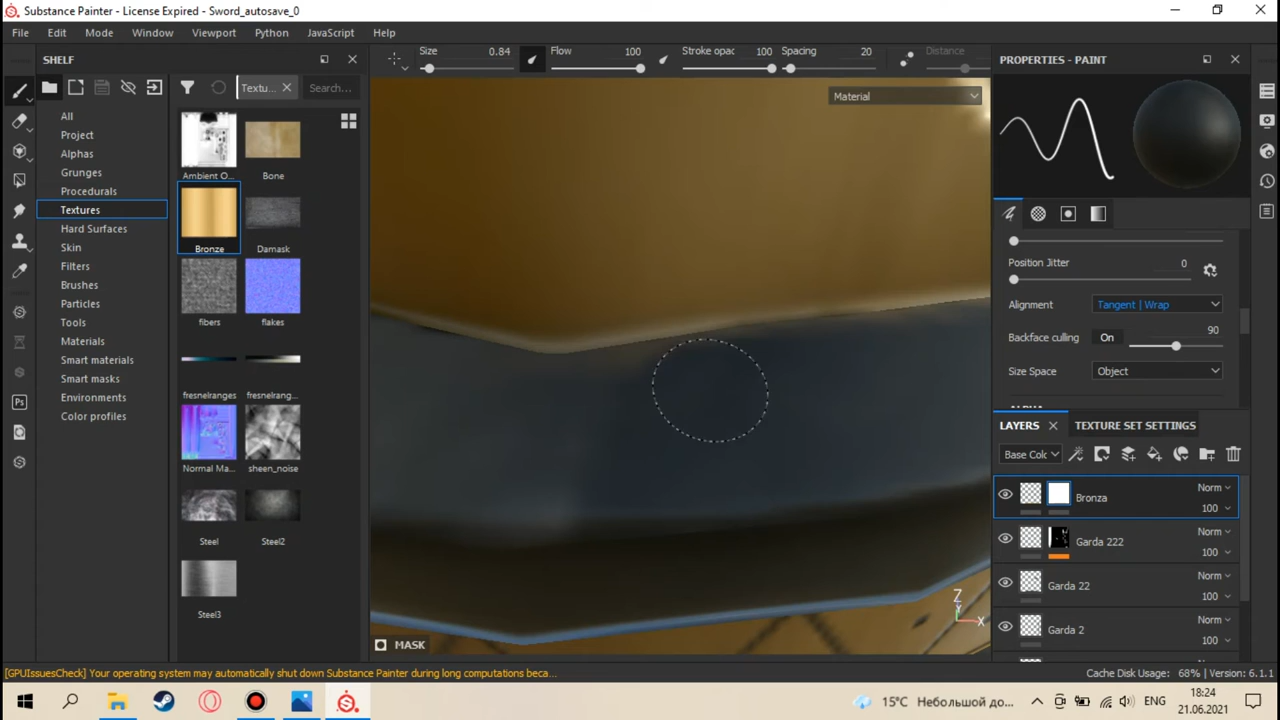 Substance Painter - License Expired - Sword_autosave_0
File Edit Mode Window Viewport Python JavaScript Help
SHELF
Textu...
Search...
All
Project
Alphas
Grunges
Procedurals
Textures
Hard Surfaces
Skin
Filters
Brushes
Particles
Tools
Materials
Smart materials
Smart masks
Environments
Color profiles
Ambient O...
Bone
Bronze
Damask
fibers
flakes
fresnelranges
fresnelrang...
Normal Ma...
sheen_noise
Steel
Steel2
Steel3
Size 0.84
Flow 100
Stroke opac 100
Spacing 20
Distance
Material
MASK
Z
Y
X
PROPERTIES - PAINT
Position Jitter 0
Alignment Tangent | Wrap
Backface culling On 90
Size Space Object
LAYERS
TEXTURE SET SETTINGS
Base Colo
Bronza Norm 100
Garda 222 Norm 100
Garda 22 Norm 100
Garda 2 Norm 100
[GPUIssuesCheck] Your operating system may automatically shut down Substance Painter during long computations beca...
Cache Disk Usage: 68% | Version: 6.1.1
Ps
15°C Небольшой до...
ENG
18:24
21.06.2021